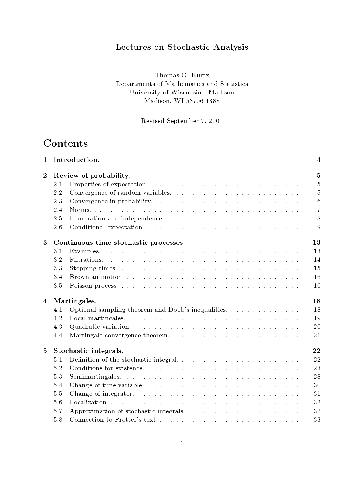 Lectures on Stochastic Analysis
Thomas G. Kurtz
Departments of Mathematics and Statistics
University of Wisconsin - Madison
Madison, WI
Revised September 7,
Contents
1 Introduction. 4
2 Review of probability. 5
2.1 Properties of expectation. 5
2.2 Convergence of random variables. 5
2.3 Convergence in probability. 6
2.4 Norms. 7
2.5 Information and independence. 8
2.6 Conditional expectation. 9
3 Continuous time stochastic processes 13
3.1 Examples. 13
3.2 Filtrations. 14
3.3 Stopping times. 15
3.4 Brownian motion 16
3.5 Poisson process 16
4 Martingales. 18
4.1 Optional sampling theorem and Doob's inequalities. 18
4.2 Local martingales. 19
4.3 Quadratic variation. 20
4.4 Martingale convergence theorem. 21
5 Stochastic integrals. 22
5.1 Definition of the stochastic integral. 22
5.2 Conditions for existence. 23
5.3 Semimartingales. 28
5.4 Change of time variable.
5.5 Change of integrator. 31
5.6 Localization
5.7 Approximation of stochastic integrals.
5.8 Connection to Protter's text. 33